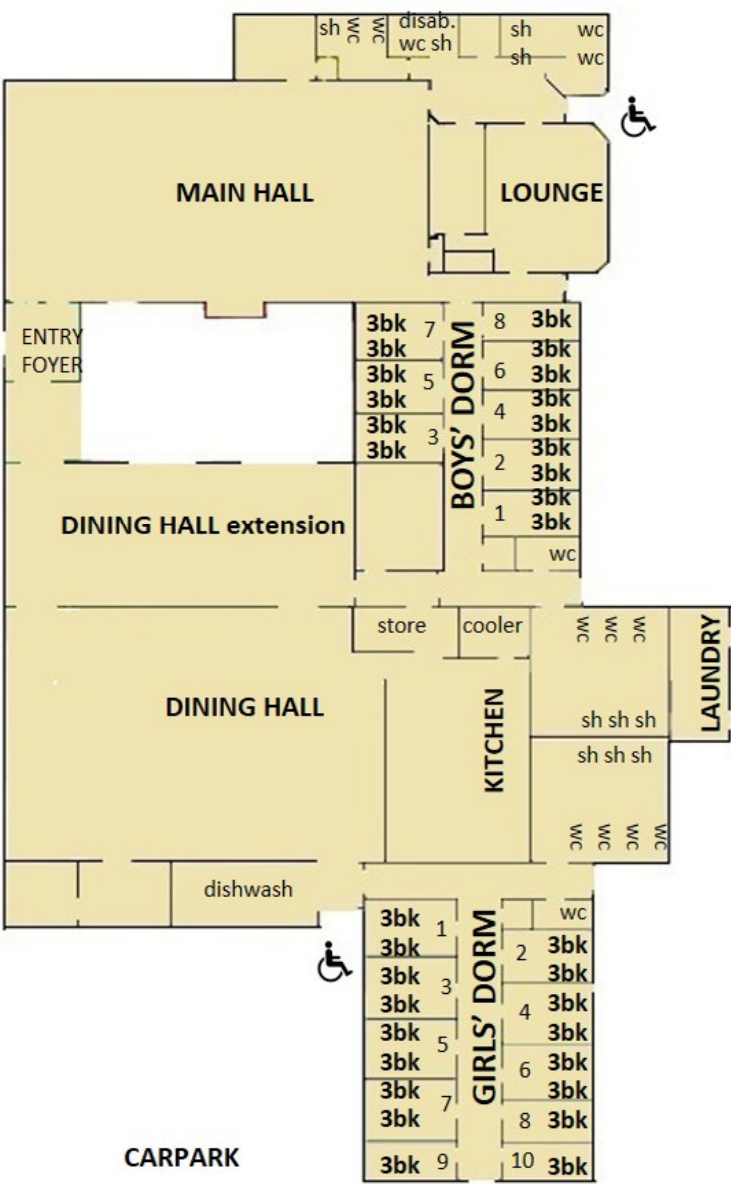 sh wc wc disab. sh wc
wc sh sh wc
MAIN HALL
LOUNGE
ENTRY
FOYER
BOYS' DORM
3bk 7
3bk
3bk 5
3bk
3bk 3
3bk
8 3bk
3bk
6 3bk
3bk
4 3bk
3bk
2 3bk
3bk
1 3bk
wc
DINING HALL extension
store
cooler
wc wc wc
sh sh sh
LAUNDRY
DINING HALL
KITCHEN
sh sh sh
wc wc wc wc
dishwash
GIRLS' DORM
3bk 1
3bk
3bk 3
3bk
3bk 5
3bk
3bk 7
3bk
3bk 9
wc
2 3bk
3bk
4 3bk
3bk
6 3bk
3bk
8 3bk
10 3bk
CARPARK